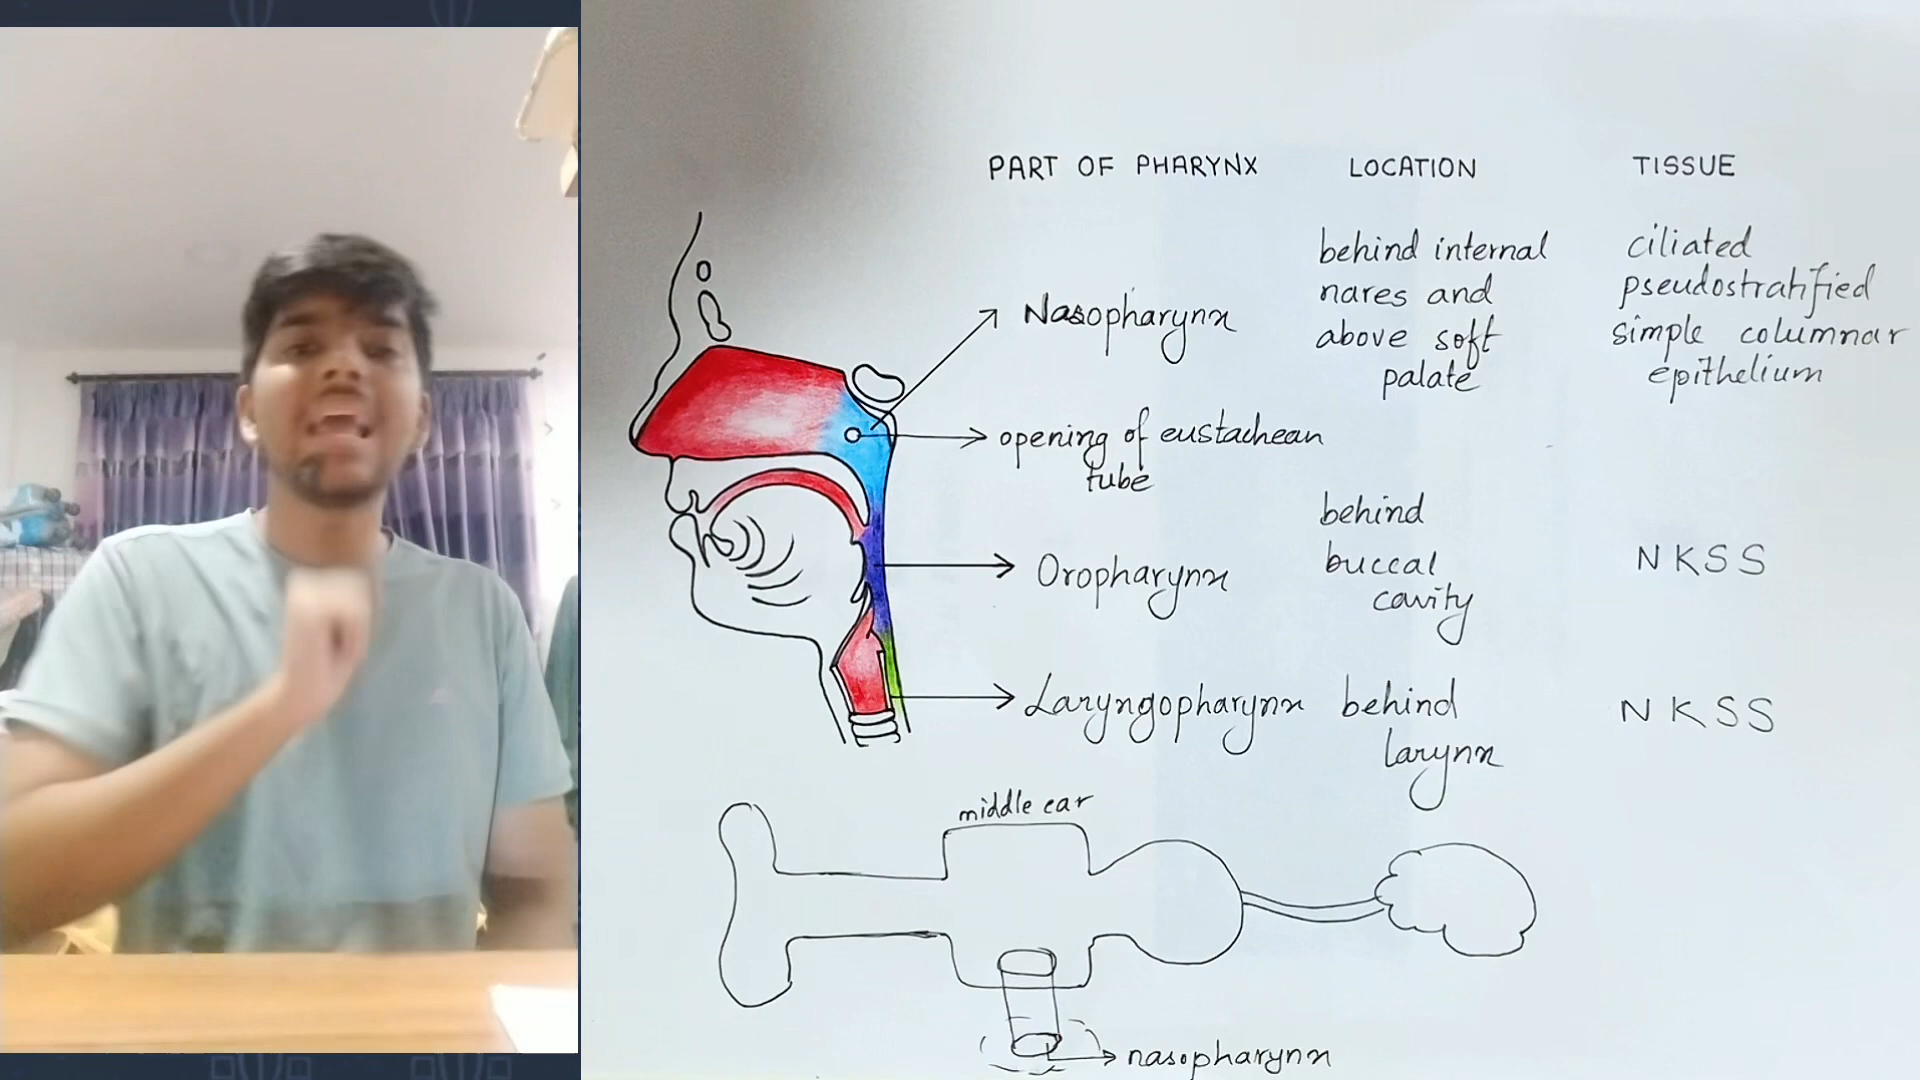 PART OF PHARYNX LOCATION TISSUE
Nasopharynx
behind internal
nares and
above soft
palate
ciliated
pseudostratified
simple columnar
epithelium
opening of eustachean
tube
Oropharynx
behind
buccal
cavity
NKSS
Laryngopharynx
behind
larynx
NKSS
middle ear
nasopharynx